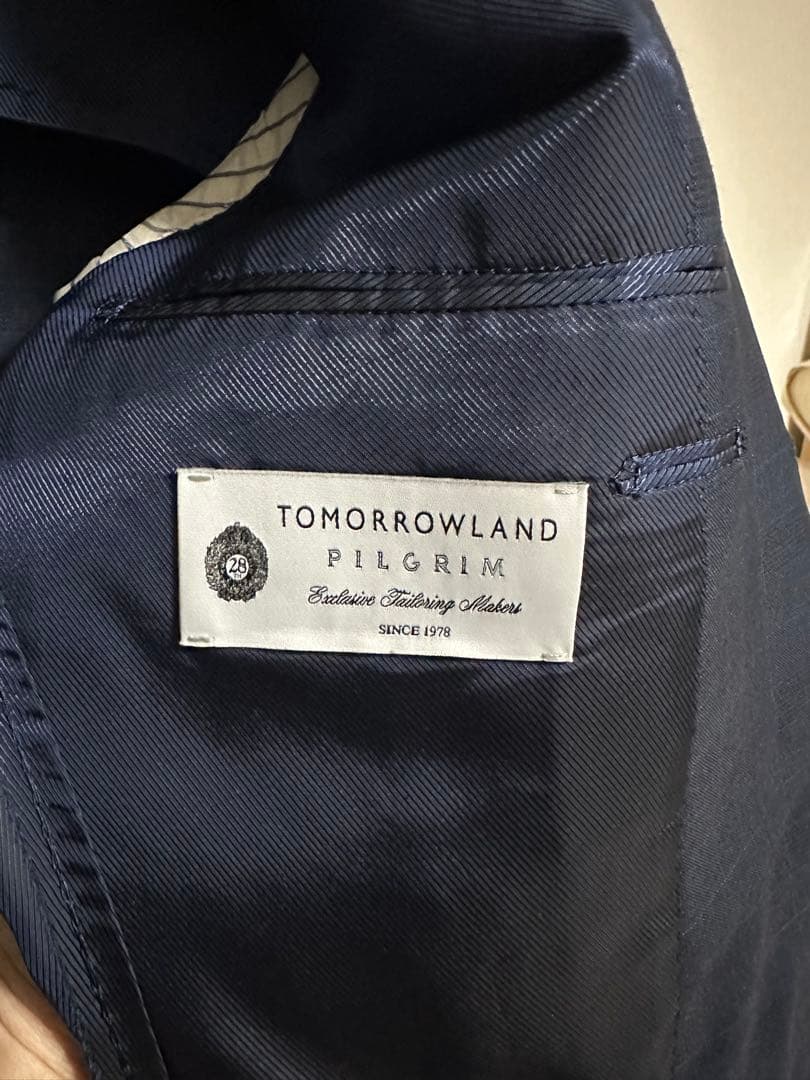 TOMORROWLAND
PILGRIM
28
Exclusive Tailoring Makers
SINCE 1978